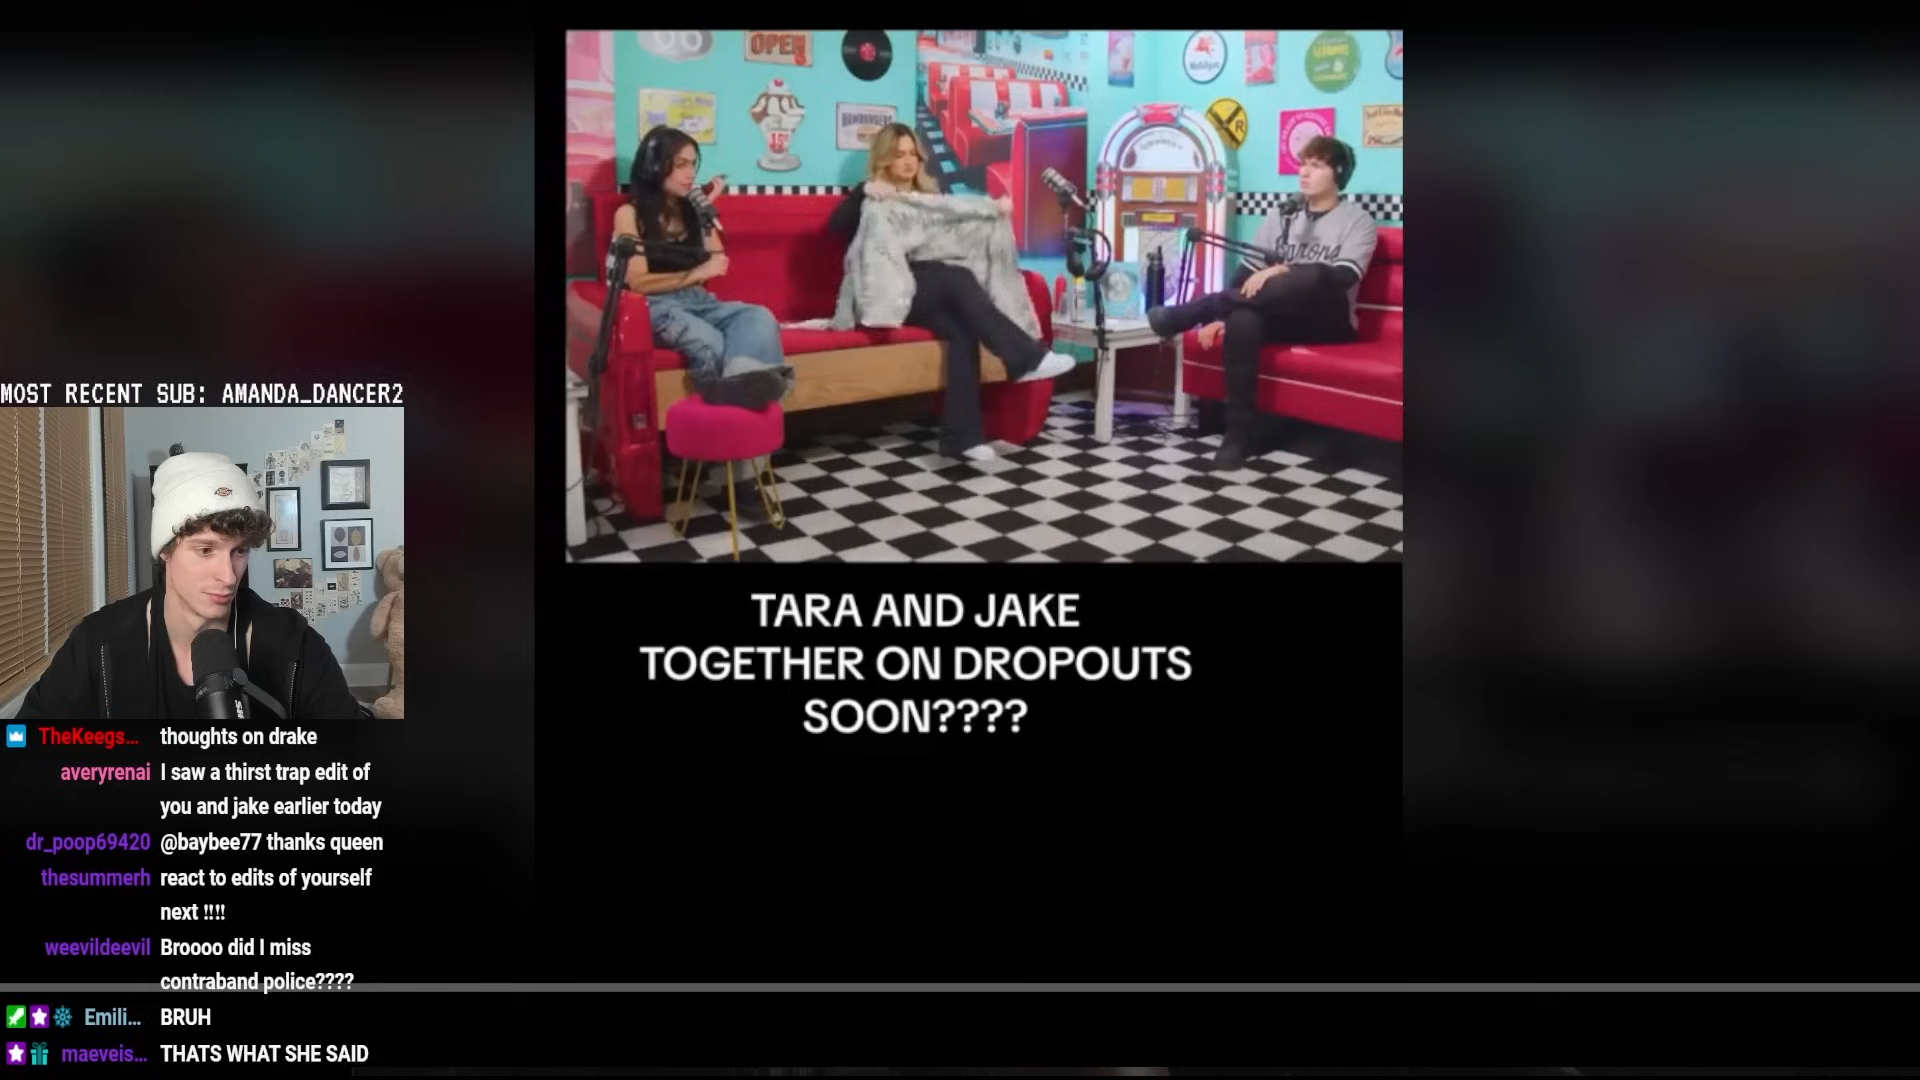 OPEN
HAMBURGERS
TARA AND JAKE
TOGETHER ON DROPOUTS
SOON????
MOST RECENT SUB: AMANDA_DANCER2
TheKeegs... thoughts on drake
averyrenai I saw a thirst trap edit of
you and jake earlier today
dr_poop69420 @baybee77 thanks queen
thesummerh react to edits of yourself
next !!!!
weevildeevil Broooo did I miss
contraband police????
Emili... BRUH
maeveis... THATS WHAT SHE SAID